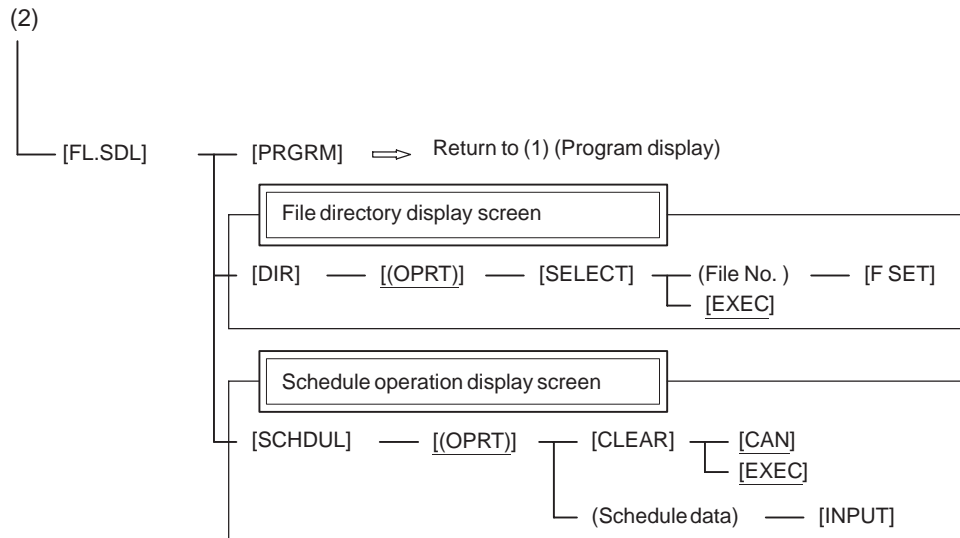 (2)
[FL.SDL] [PRGRM] Return to (1) (Program display)
File directory display screen
[DIR] [(OPRT)] [SELECT] (File No. ) [F SET]
[EXEC]
Schedule operation display screen
[SCHDUL] [(OPRT)] [CLEAR] [CAN]
[EXEC]
(Schedule data) [INPUT]